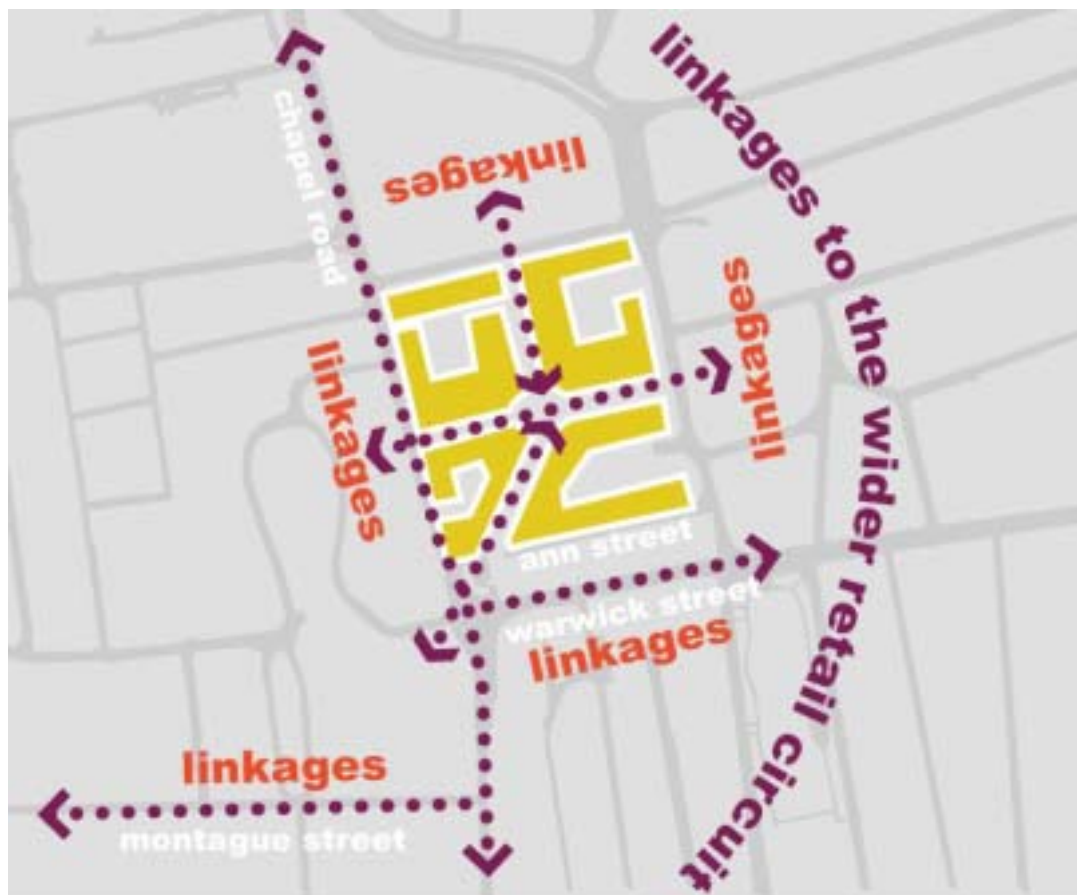 linkages to the wider retail circuit
chapel road
linkages
linkages
linkages
ann street
warwick street
linkages
linkages
montague street